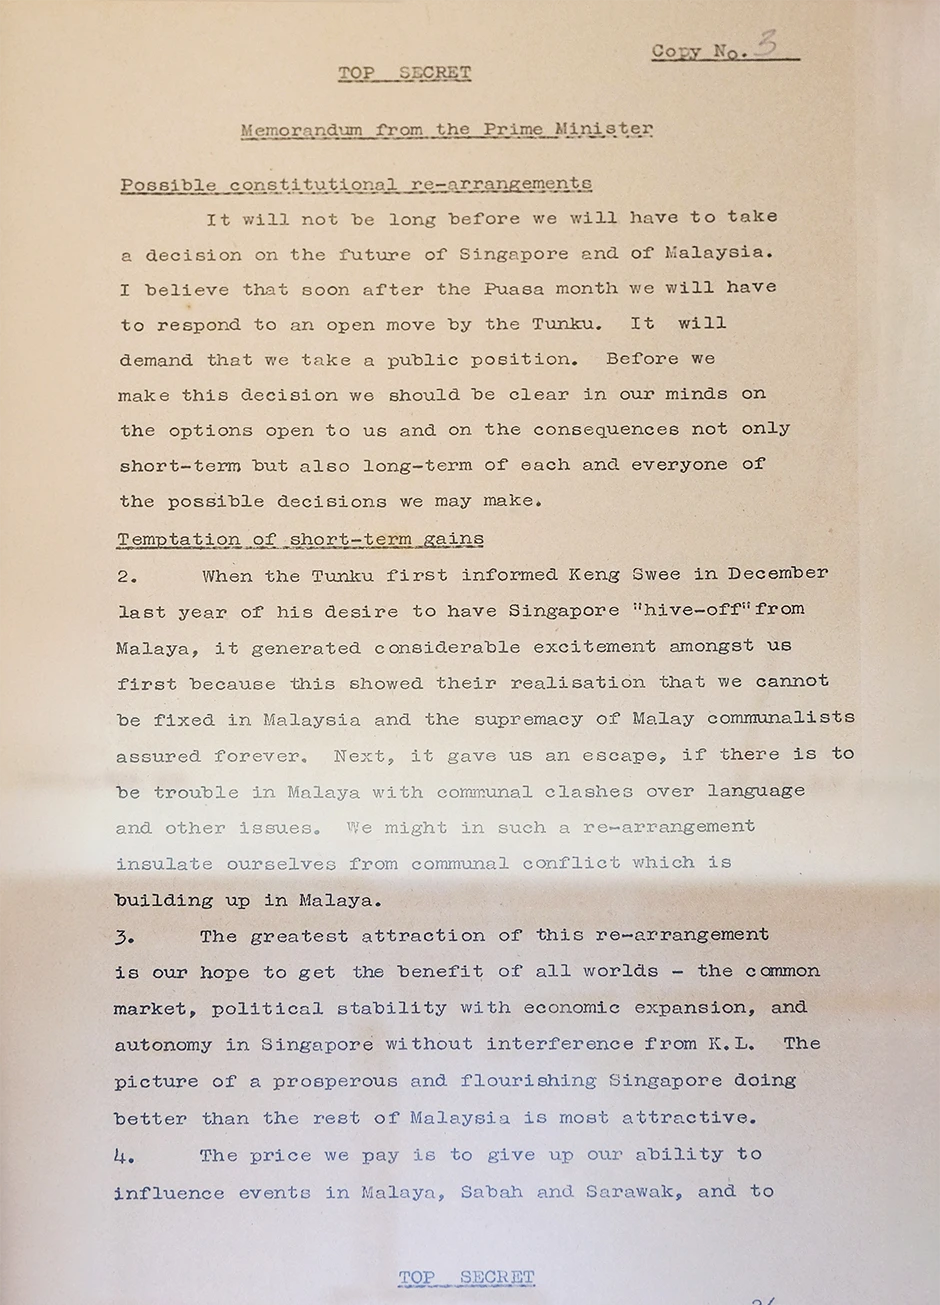 Copy No. 3
TOP SECRET
Memorandum from the Prime Minister
Possible constitutional re-arrangements
It will not be long before we will have to take
a decision on the future of Singapore and of Malaysia.
I believe that soon after the Puasa month we will have
to respond to an open move by the Tunku. It will
demand that we take a public position. Before we
make this decision we should be clear in our minds on
the options open to us and on the consequences not only
short-term but also long-term of each and everyone of
the possible decisions we may make.
Temptation of short-term gains
2. When the Tunku first informed Keng Swee in December
last year of his desire to have Singapore "hive-off" from
Malaya, it generated considerable excitement amongst us
first because this showed their realisation that we cannot
be fixed in Malaysia and the supremacy of Malay communalists
assured forever. Next, it gave us an escape, if there is to
be trouble in Malaya with communal clashes over language
and other issues. We might in such a re-arrangement
insulate ourselves from communal conflict which is
building up in Malaya.
3. The greatest attraction of this re-arrangement
is our hope to get the benefit of all worlds - the common
market, political stability with economic expansion, and
autonomy in Singapore without interference from K.L. The
picture of a prosperous and flourishing Singapore doing
better than the rest of Malaysia is most attractive.
4. The price we pay is to give up our ability to
influence events in Malaya, Sabah and Sarawak, and to
TOP SECRET